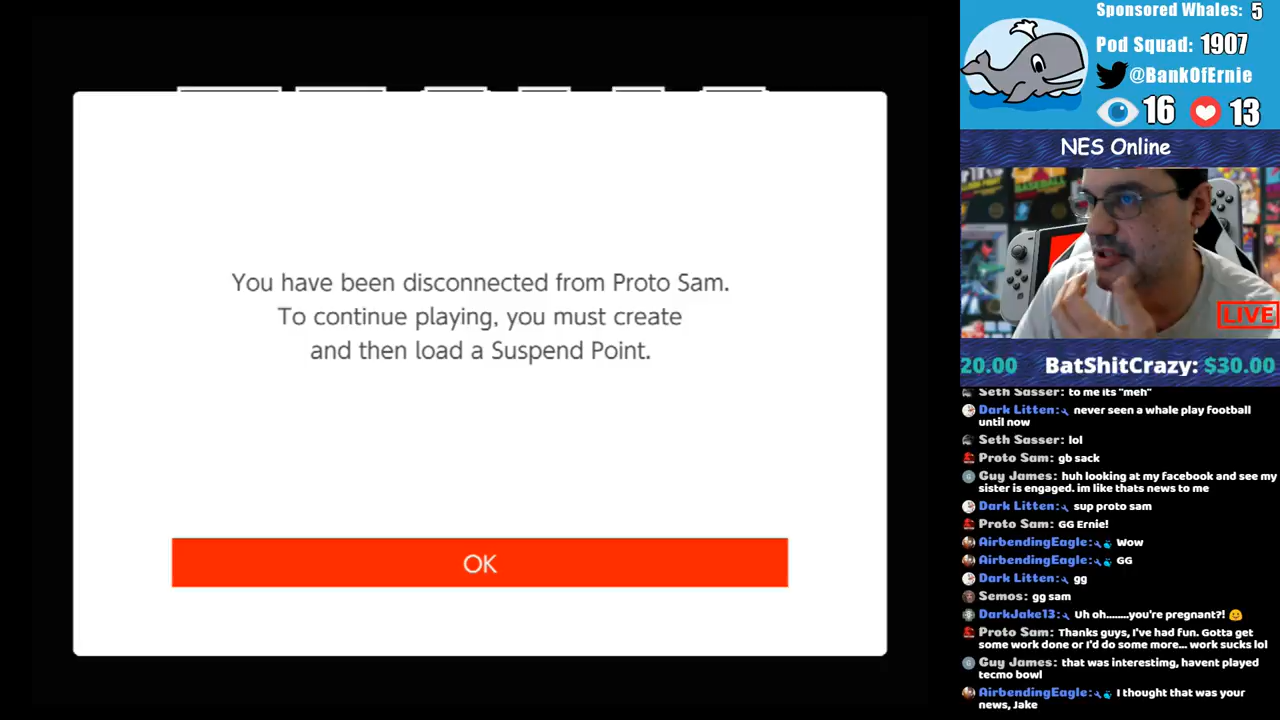 You have been disconnected from Proto Sam.
To continue playing, you must create
and then load a Suspend Point.
OK
Sponsored Whales: 5
Pod Squad: 1907
@BankOfErnie
16 13
NES Online
LIVE
20.00 BatShitCrazy: $30.00
Seth Sasser: to me its "meh"
Dark Litten: never seen a whale play football
until now
Seth Sasser: lol
Proto Sam: gb sack
Guy James: huh looking at my facebook and see my
sister is engaged. im like thats news to me
Dark Litten: sup proto sam
Proto Sam: GG Ernie!
AirbendingEagle: Wow
AirbendingEagle: GG
Dark Litten: gg
Semos: gg sam
DarkJake13: Uh oh........you're pregnant?!
Proto Sam: Thanks guys, I've had fun. Gotta get
some work done or I'd do some more... work sucks lol
Guy James: that was interestimg, havent played
tecmo bowl
AirbendingEagle: I thought that was your
news, Jake